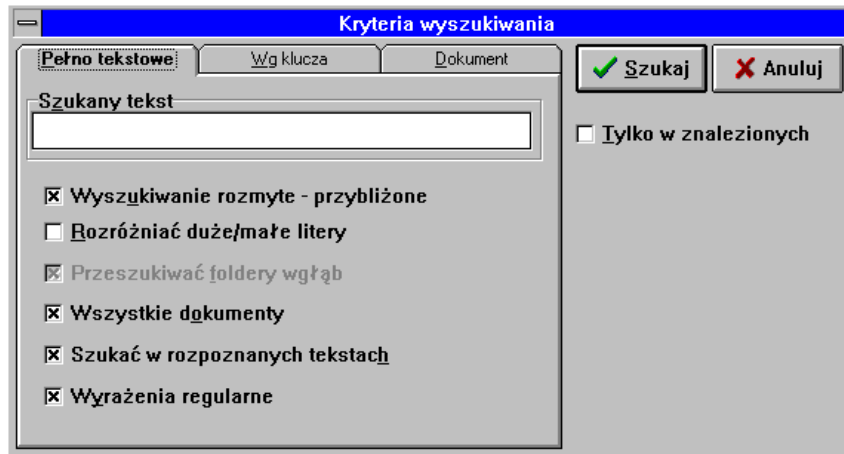 Kryteria wyszukiwania
Pełno tekstowe
Wg klucza
Dokument
Szukaj
Anuluj
Szukany tekst
Tylko w znalezionych
Wyszukiwanie rozmyte - przybliżone
Rozróżniać duże/małe litery
Przeszukiwać foldery wgłąb
Wszystkie dokumenty
Szukać w rozpoznanych tekstach
Wyrażenia regularne